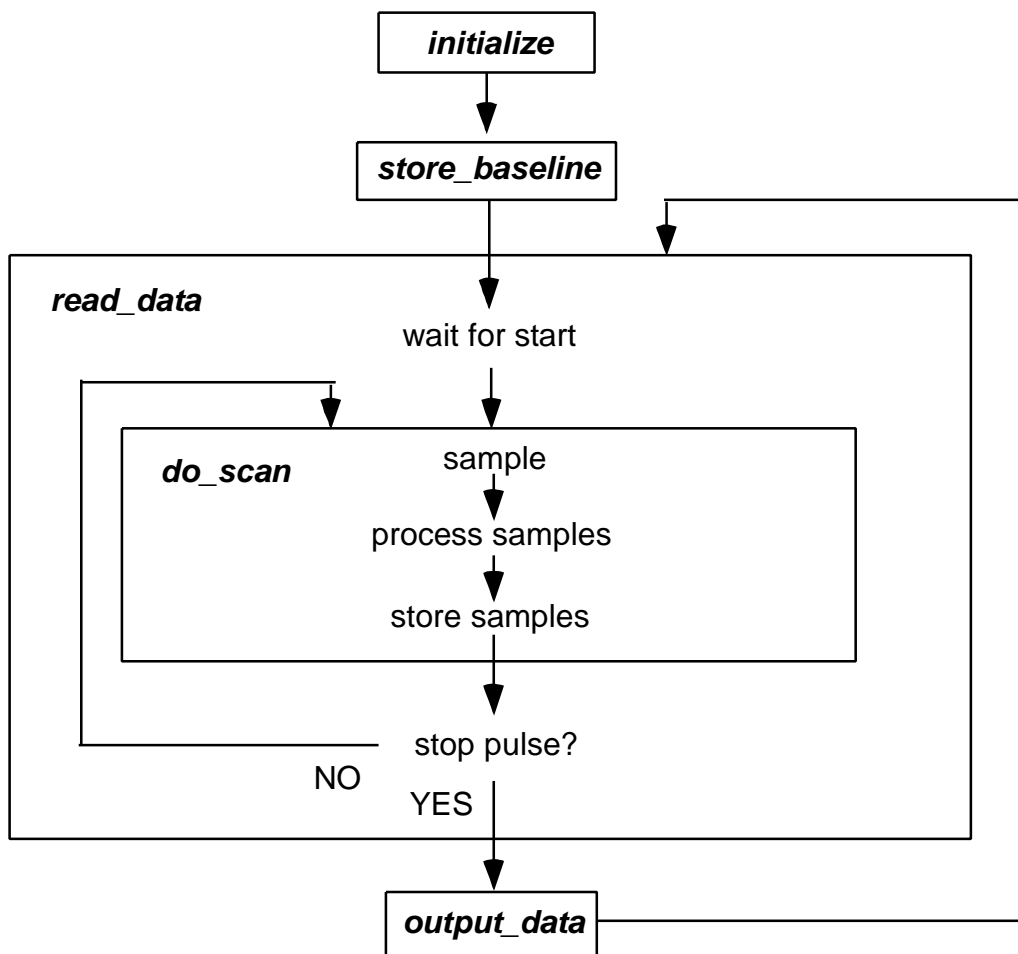 initialize
store_baseline
read_data
wait for start
do_scan
sample
process samples
store samples
stop pulse?
NO
YES
output_data